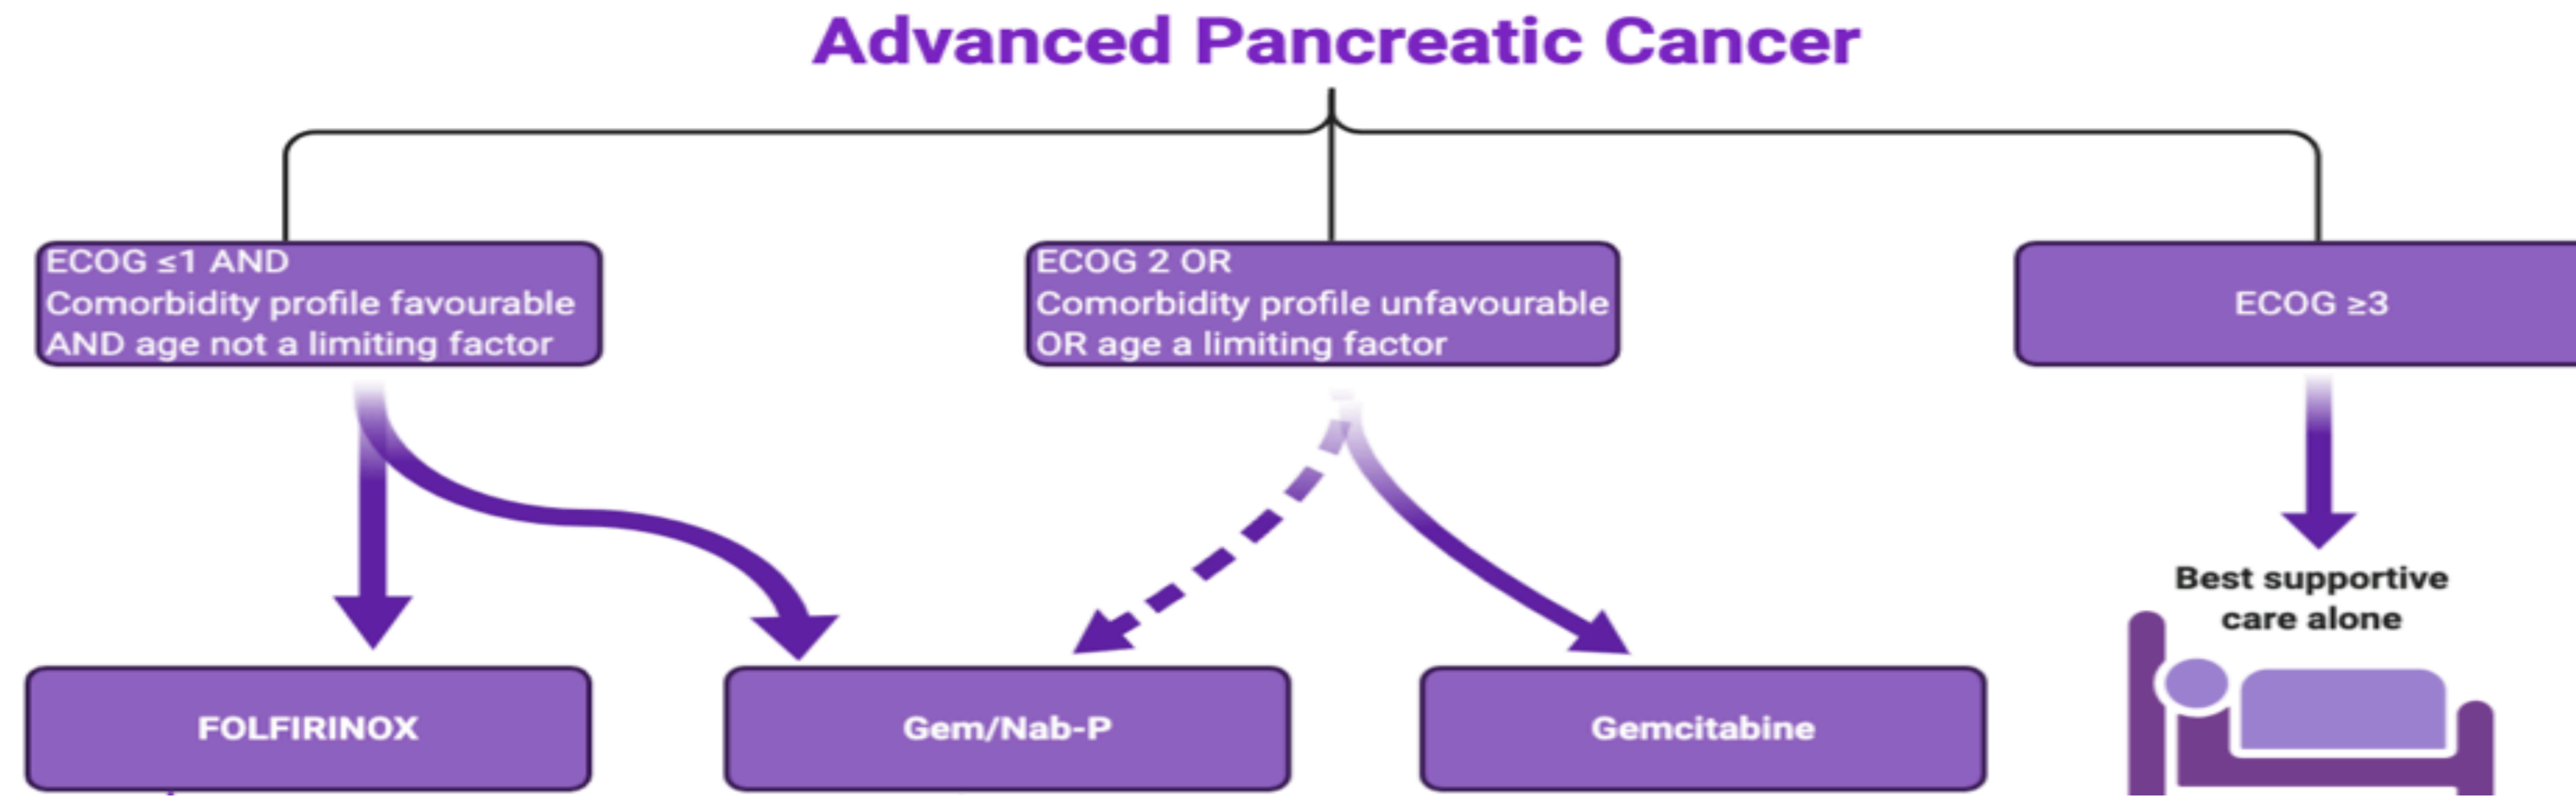 Advanced Pancreatic Cancer
ECOG ≤1 AND
Comorbidity profile favourable
AND age not a limiting factor
ECOG 2 OR
Comorbidity profile unfavourable
OR age a limiting factor
ECOG ≥3
Best supportive
care alone
FOLFIRINOX
Gem/Nab-P
Gemcitabine